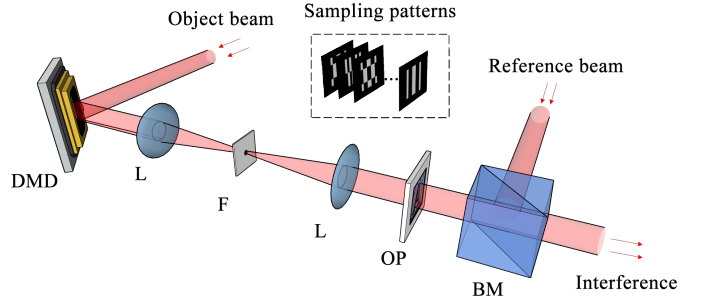 Sampling patterns
Object beam
Reference beam
DMD
L
F
L
OP
BM
Interference